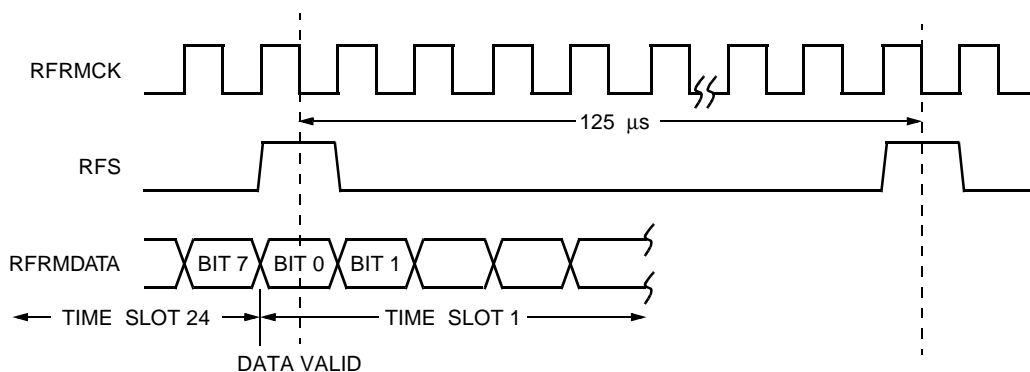 RFRMCK
125 μs
RFS
RFRMDATA
BIT 7
BIT 0
BIT 1
TIME SLOT 24
TIME SLOT 1
DATA VALID